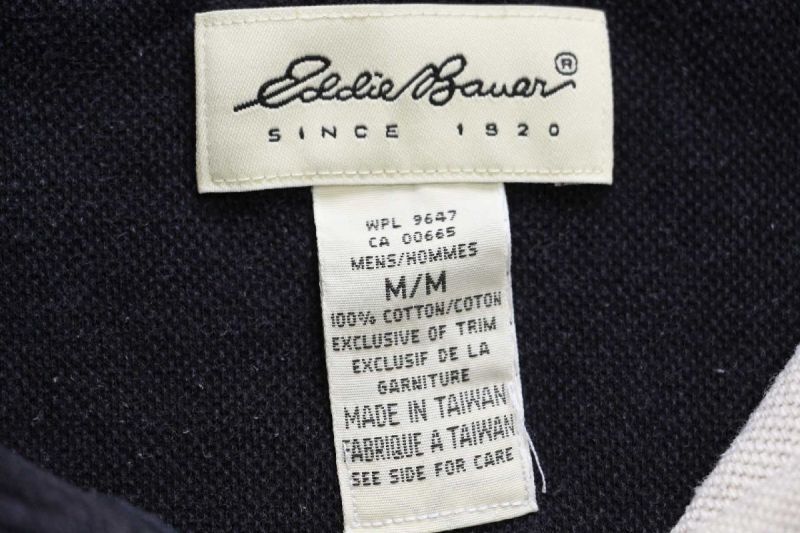 Eddie Bauer®
SINCE 1920
WPL 9647
CA 00665
MENS/HOMMES
M/M
100% COTTON/COTON
EXCLUSIVE OF TRIM
EXCLUSIF DE LA
GARNITURE
MADE IN TAIWAN
FABRIQUE A TAIWAN
SEE SIDE FOR CARE